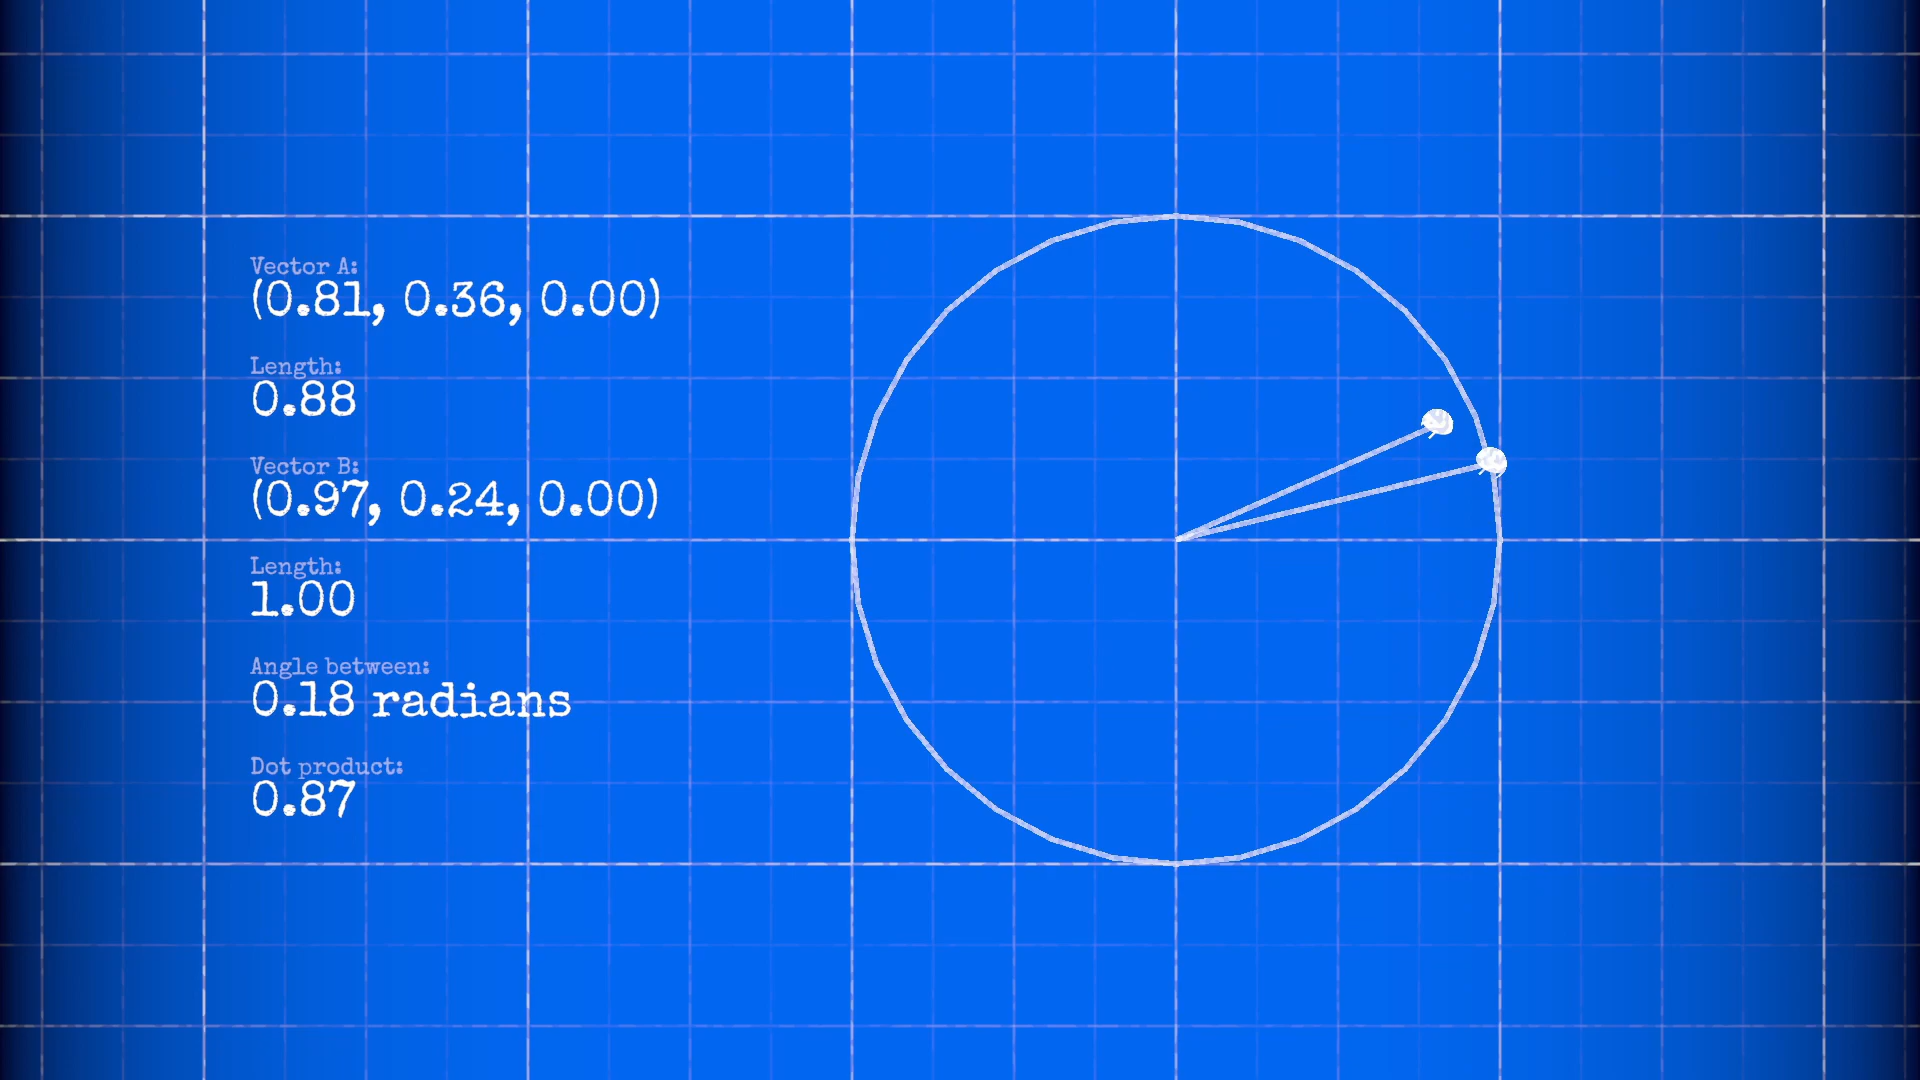 Vector A:
(0.81, 0.36, 0.00)
Length:
0.88
Vector B:
(0.97, 0.24, 0.00)
Length:
1.00
Angle between:
0.18 radians
Dot product:
0.87